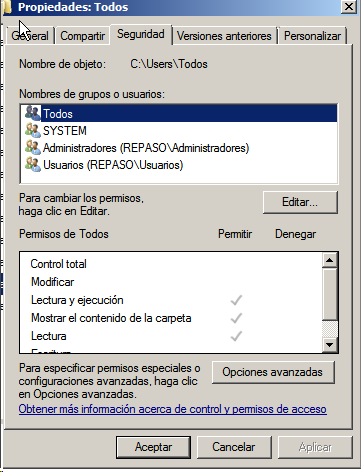 Propiedades: Todos
General
Compartir
Seguridad
Versiones anteriores
Personalizar
Nombre de objeto: C:\Users\Todos
Nombres de grupos o usuarios:
Todos
SYSTEM
Administradores (REPASO\Administradores)
Usuarios (REPASO\Usuarios)
Para cambiar los permisos,
haga clic en Editar.
Editar...
Permisos de Todos Permitir Denegar
Control total
Modificar
Lectura y ejecución
Mostrar el contenido de la carpeta
Lectura
Escritura
Para especificar permisos especiales o
configuraciones avanzadas, haga clic
en Opciones avanzadas.
Opciones avanzadas
Obtener más información acerca de control y permisos de acceso
Aceptar
Cancelar
Aplicar